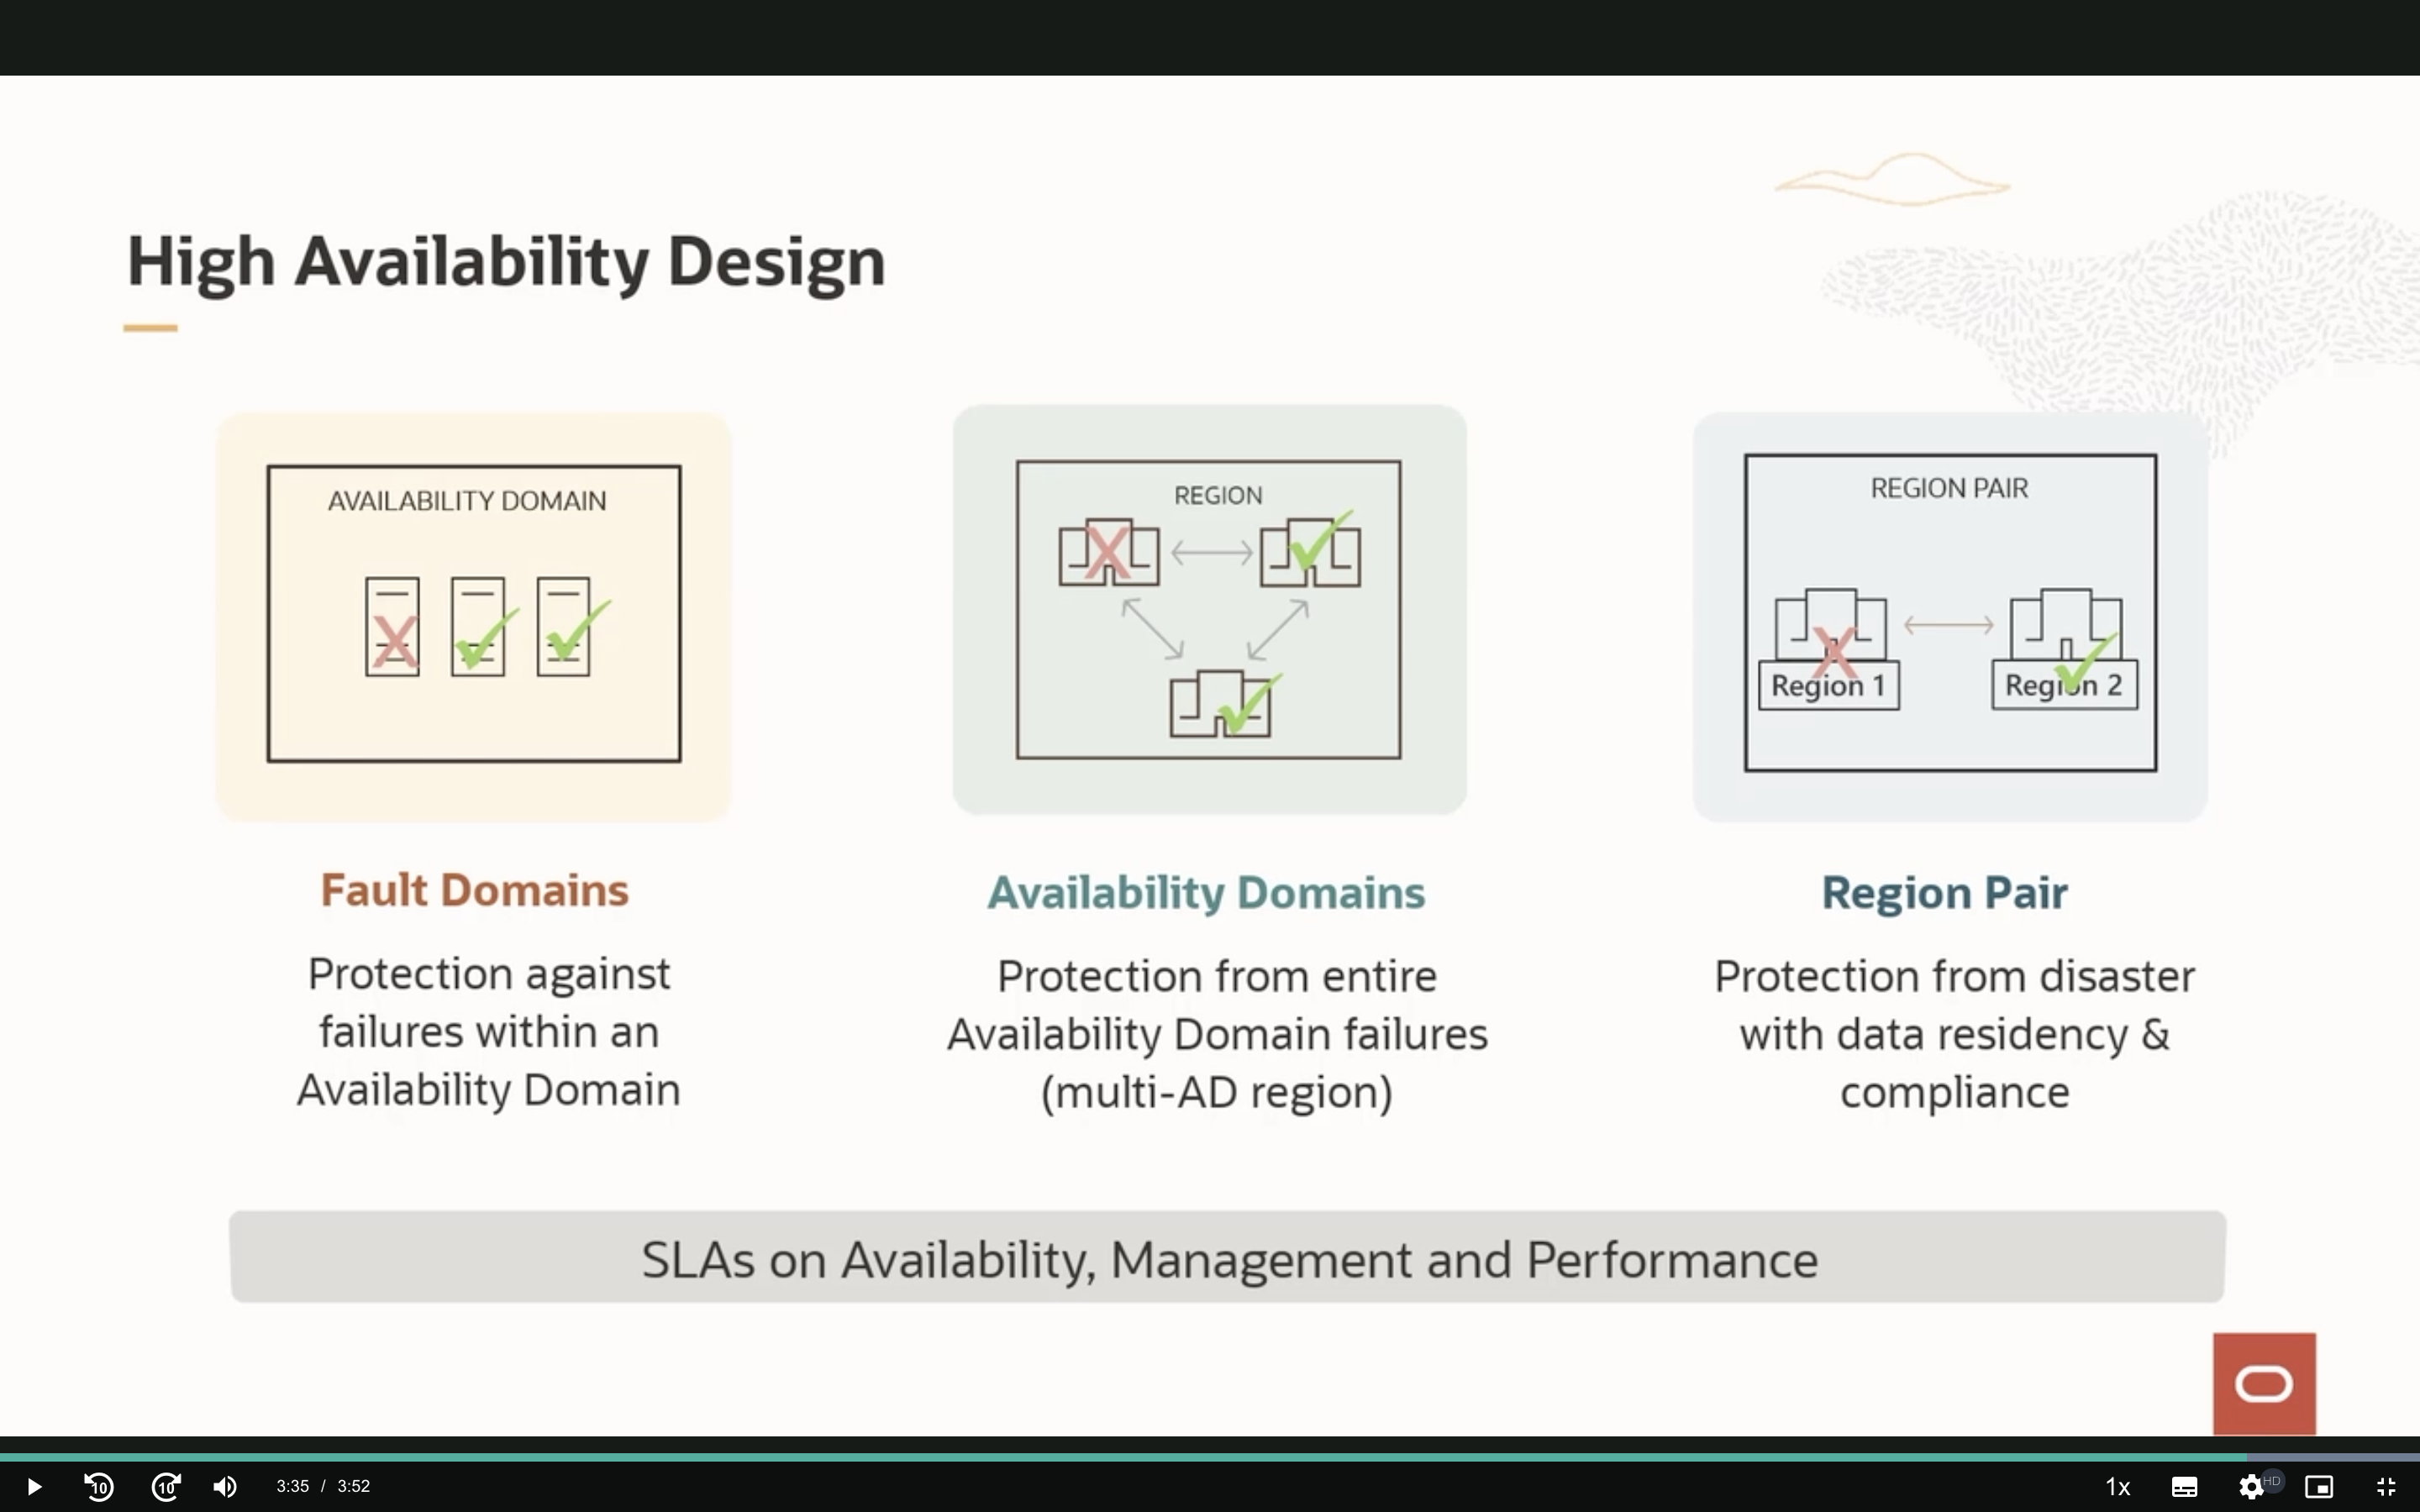 High Availability Design
AVAILABILITY DOMAIN
X
Fault Domains
Protection against
failures within an
Availability Domain
REGION
X
Availability Domains
Protection from entire
Availability Domain failures
(multi-AD region)
REGION PAIR
X
Region 1
Region 2
Region Pair
Protection from disaster
with data residency &
compliance
SLAs on Availability, Management and Performance
10
10
3:35 / 3:52
1x
HD